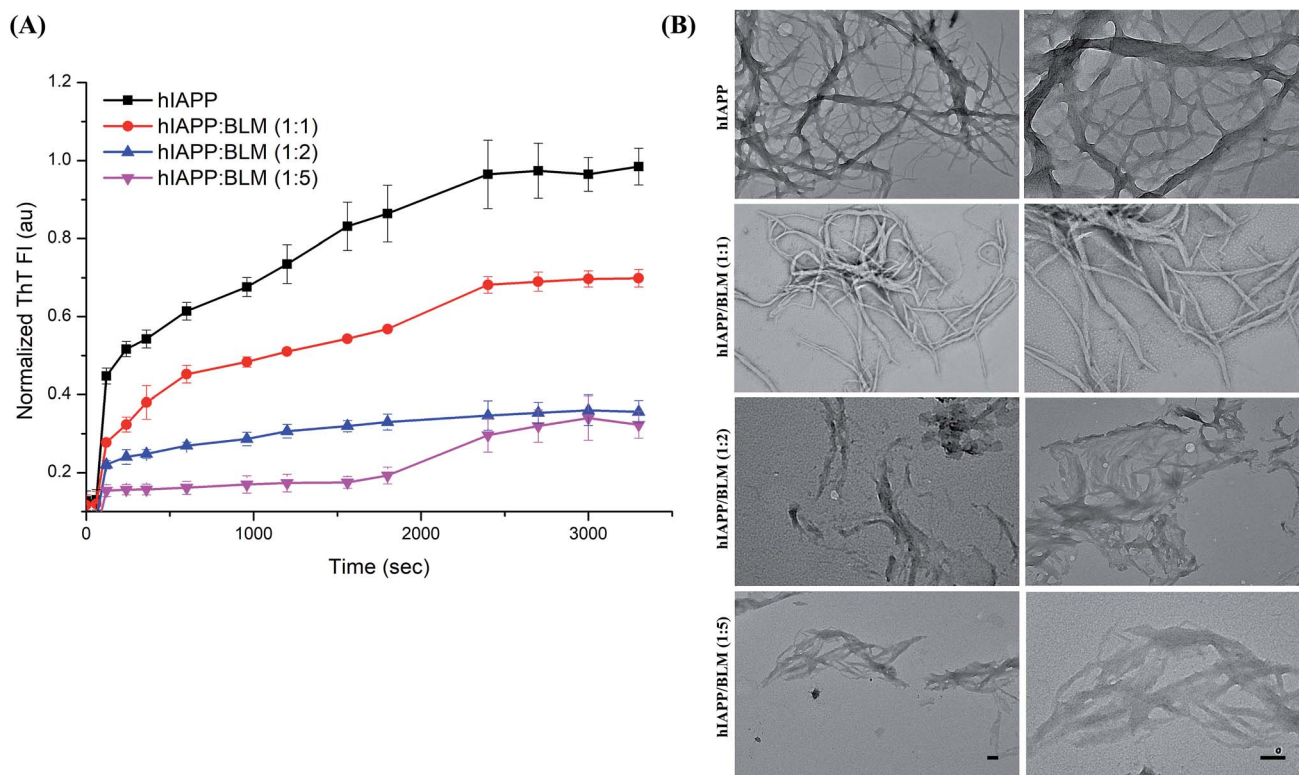 (A)
1.2
1.0
0.8
0.6
0.4
0.2
Normalized ThT FI (au)
hIAPP
hIAPP:BLM (1:1)
hIAPP:BLM (1:2)
hIAPP:BLM (1:5)
0
1000
2000
3000
Time (sec)
(B)
hIAPP
hIAPP/BLM (1:1)
hIAPP/BLM (1:2)
hIAPP/BLM (1:5)